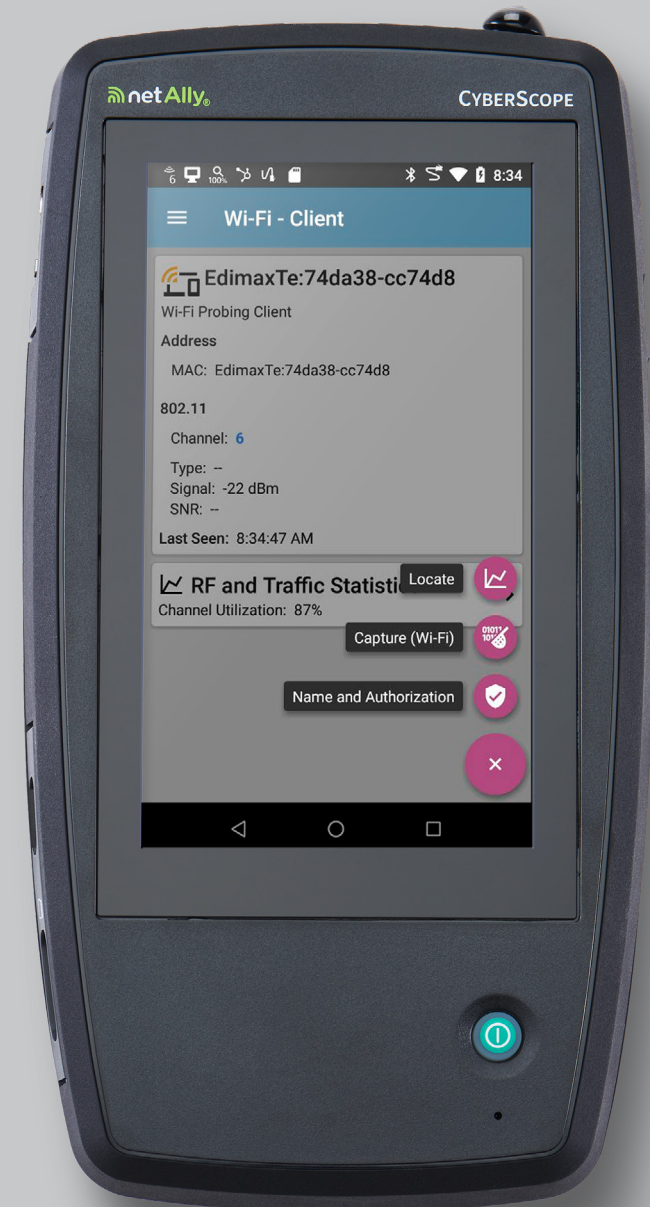 netAlly®
CYBERSCOPE
6
100%
8:34
Wi-Fi - Client
EdimaxTe:74da38-cc74d8
Wi-Fi Probing Client
Address
MAC: EdimaxTe:74da38-cc74d8
802.11
Channel: 6
Type: --
Signal: -22 dBm
SNR: --
Last Seen: 8:34:47 AM
RF and Traffic Statisti
Locate
Channel Utilization: 87%
Capture (Wi-Fi)
Name and Authorization